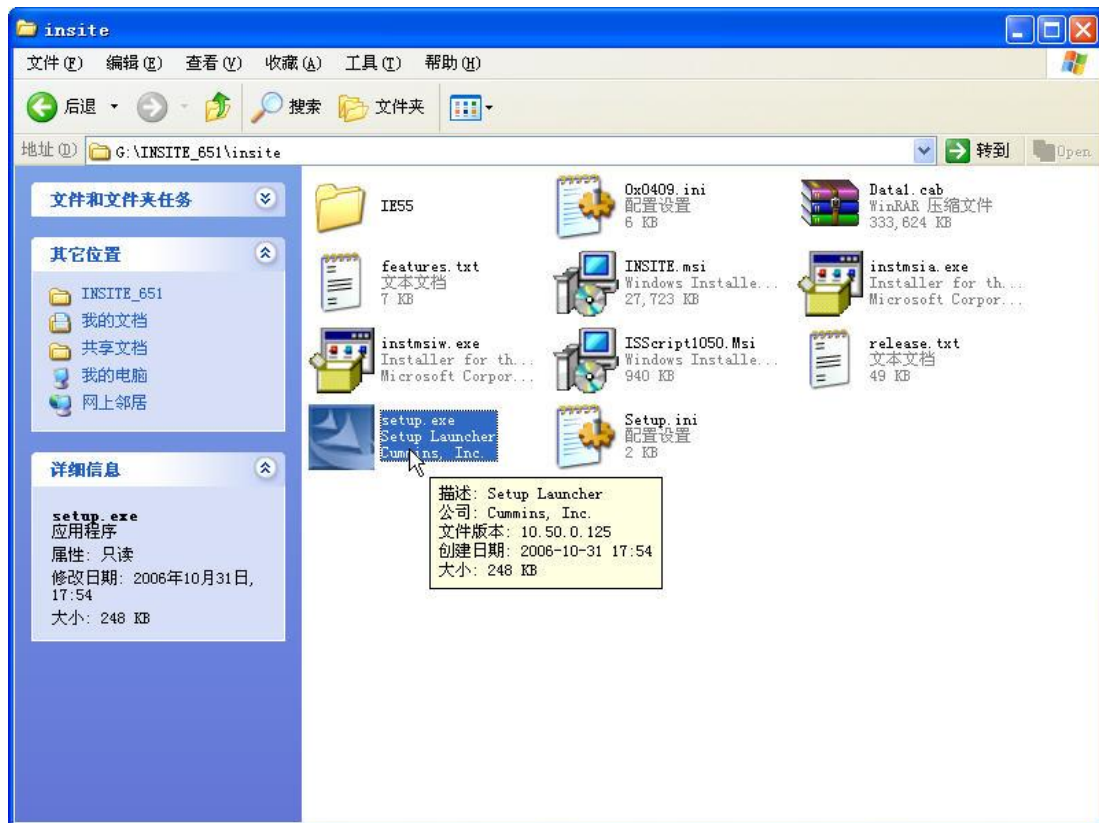 insite
文件(F) 编辑(E) 查看(V) 收藏(A) 工具(T) 帮助(H)
后退 搜索 文件夹
地址(D) G:\INSITE_651\insite 转到 Open
文件和文件夹任务
其它位置
INSITE_651
我的文档
共享文档
我的电脑
网上邻居
详细信息
setup.exe
应用程序
属性: 只读
修改日期: 2006年10月31日,
17:54
大小: 248 KB
IE55
0x0409.ini
配置设置
6 KB
Data1.cab
WinRAR 压缩文件
333,624 KB
features.txt
文本文档
7 KB
INSITE.msi
Windows Installe...
27,723 KB
instmsia.exe
Installer for th...
Microsoft Corpor...
instmsiw.exe
Installer for th...
Microsoft Corpor...
ISScript1050.Msi
Windows Installe...
940 KB
release.txt
文本文档
49 KB
setup.exe
Setup Launcher
Cummins, Inc.
Setup.ini
配置设置
2 KB
描述: Setup Launcher
公司: Cummins, Inc.
文件版本: 10.50.0.125
创建日期: 2006-10-31 17:54
大小: 248 KB